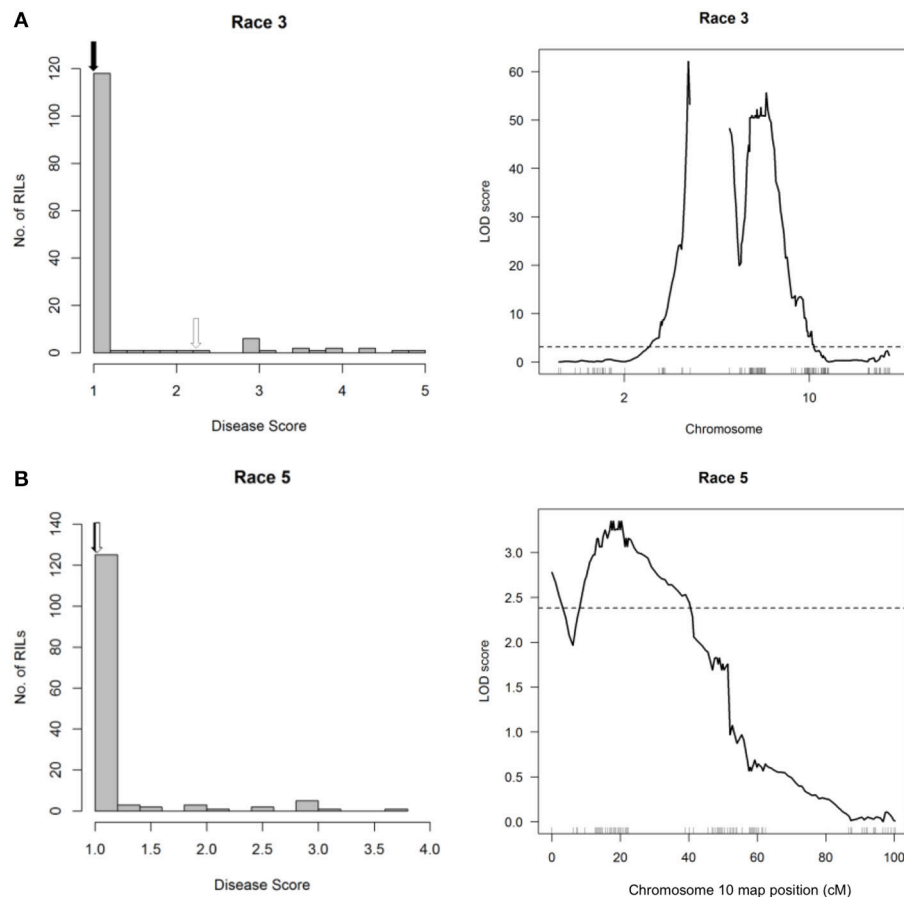 A
Race 3
No. of RILs
0 20 40 60 80 100 120
1 2 3 4 5
Disease Score
Race 3
LOD score
0 10 20 30 40 50 60
2 10
Chromosome
B
Race 5
No. of RILs
0 20 40 60 80 100 120 140
1.0 1.5 2.0 2.5 3.0 3.5 4.0
Disease Score
Race 5
LOD score
0.0 0.5 1.0 1.5 2.0 2.5 3.0
0 20 40 60 80 100
Chromosome 10 map position (cM)